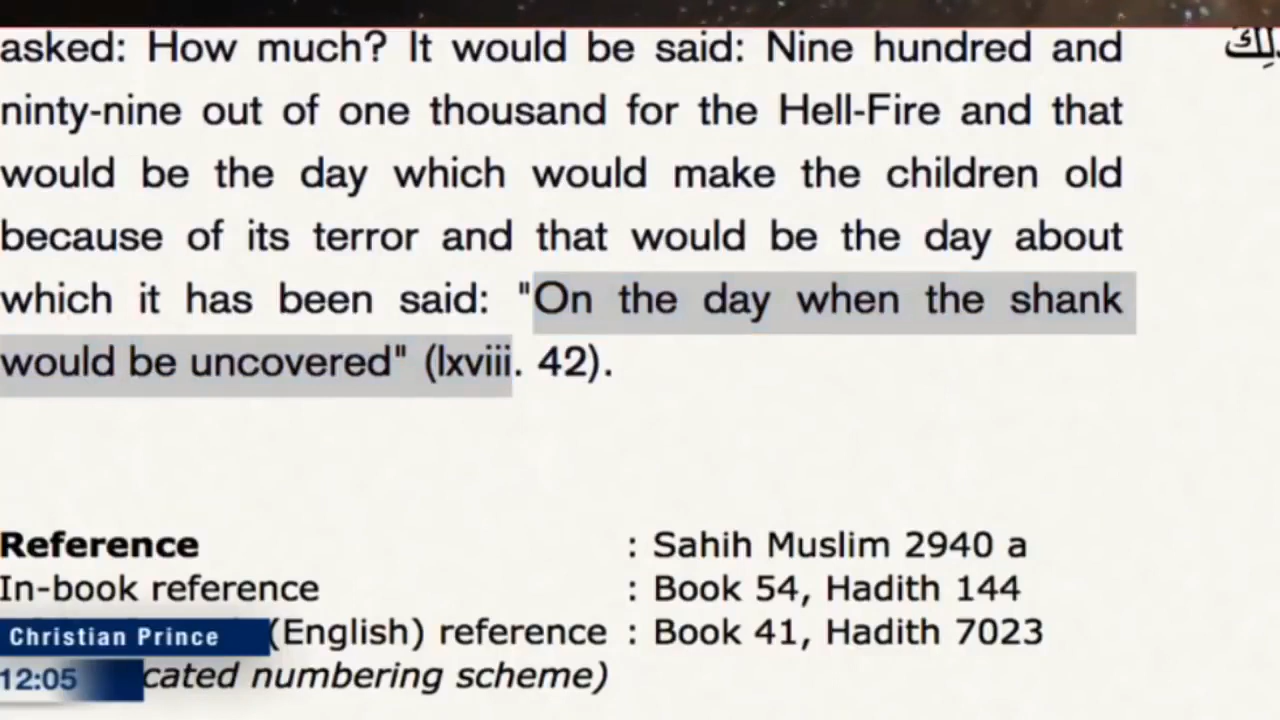 asked: How much? It would be said: Nine hundred and
ninty-nine out of one thousand for the Hell-Fire and that
would be the day which would make the children old
because of its terror and that would be the day about
which it has been said: "On the day when the shank
would be uncovered" (lxviii. 42).
Reference : Sahih Muslim 2940 a
In-book reference : Book 54, Hadith 144
(English) reference : Book 41, Hadith 7023
cated numbering scheme)
Christian Prince
12:05